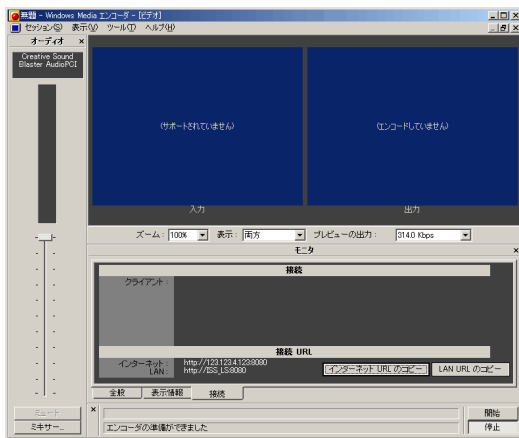 無題 - Windows Media エンコーダ - [ビデオ]
セッション(S) 表示(V) ツール(T) ヘルプ(H)
オーディオ ×
Creative Sound
Blaster AudioPCI
(サポートされていません)
(エンコードしていません)
入力
出力
ズーム: 100% 表示: 両方 プレビューの出力: 314.0 Kbps
モニタ ×
接続
クライアント:
接続 URL
インターネット: http://123.123.4.123:8080
LAN: http://ISS_LS:8080
インターネット URL のコピー
LAN URL のコピー
全般 表示情報 接続
ミュート
ミキサー...
×
エンコーダの準備ができました
開始
停止